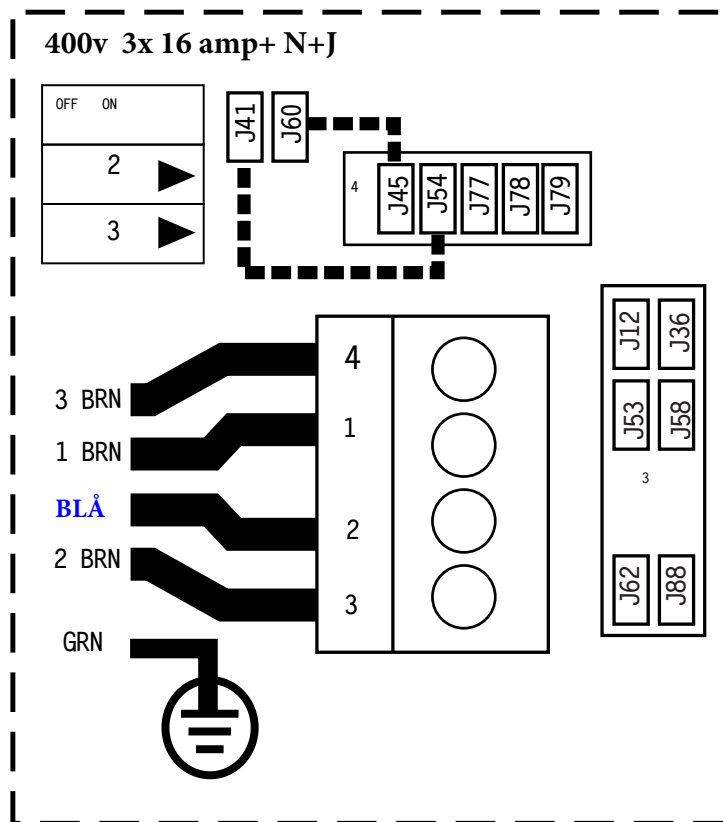 400v 3x 16 amp+ N+J
OFF ON
2
3
J41
J60
4
J45
J54
J77
J78
J79
J12
J36
J53
J58
3
J62
J88
3 BRN
1 BRN
BLÅ
2 BRN
GRN
4
1
2
3